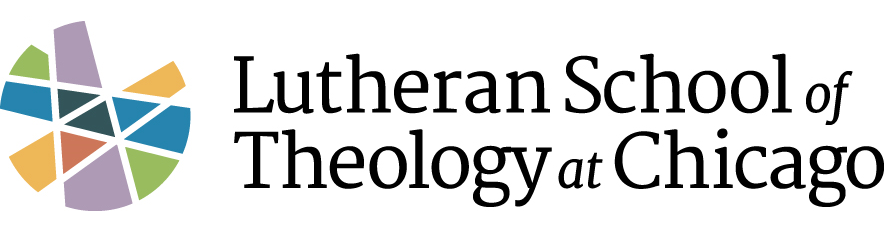 Lutheran School of
Theology at Chicago